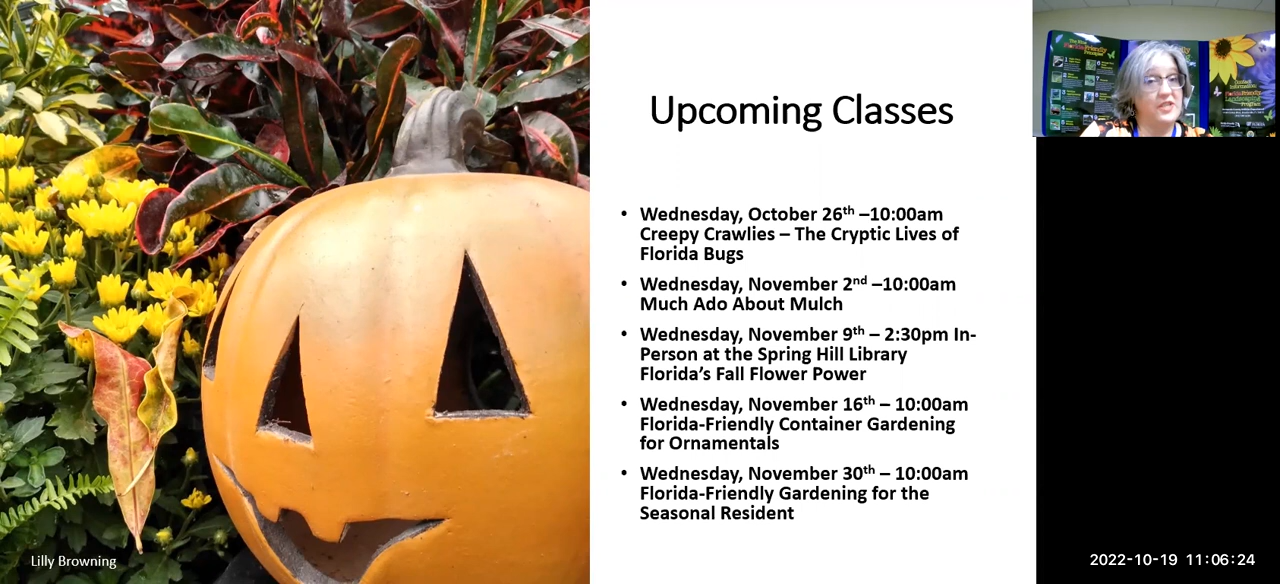 Upcoming Classes
• Wednesday, October 26th –10:00am
Creepy Crawlies – The Cryptic Lives of
Florida Bugs
• Wednesday, November 2nd –10:00am
Much Ado About Mulch
• Wednesday, November 9th – 2:30pm In-
Person at the Spring Hill Library
Florida's Fall Flower Power
• Wednesday, November 16th – 10:00am
Florida-Friendly Container Gardening
for Ornamentals
• Wednesday, November 30th – 10:00am
Florida-Friendly Gardening for the
Seasonal Resident
Lilly Browning
2022-10-19 11:06:24